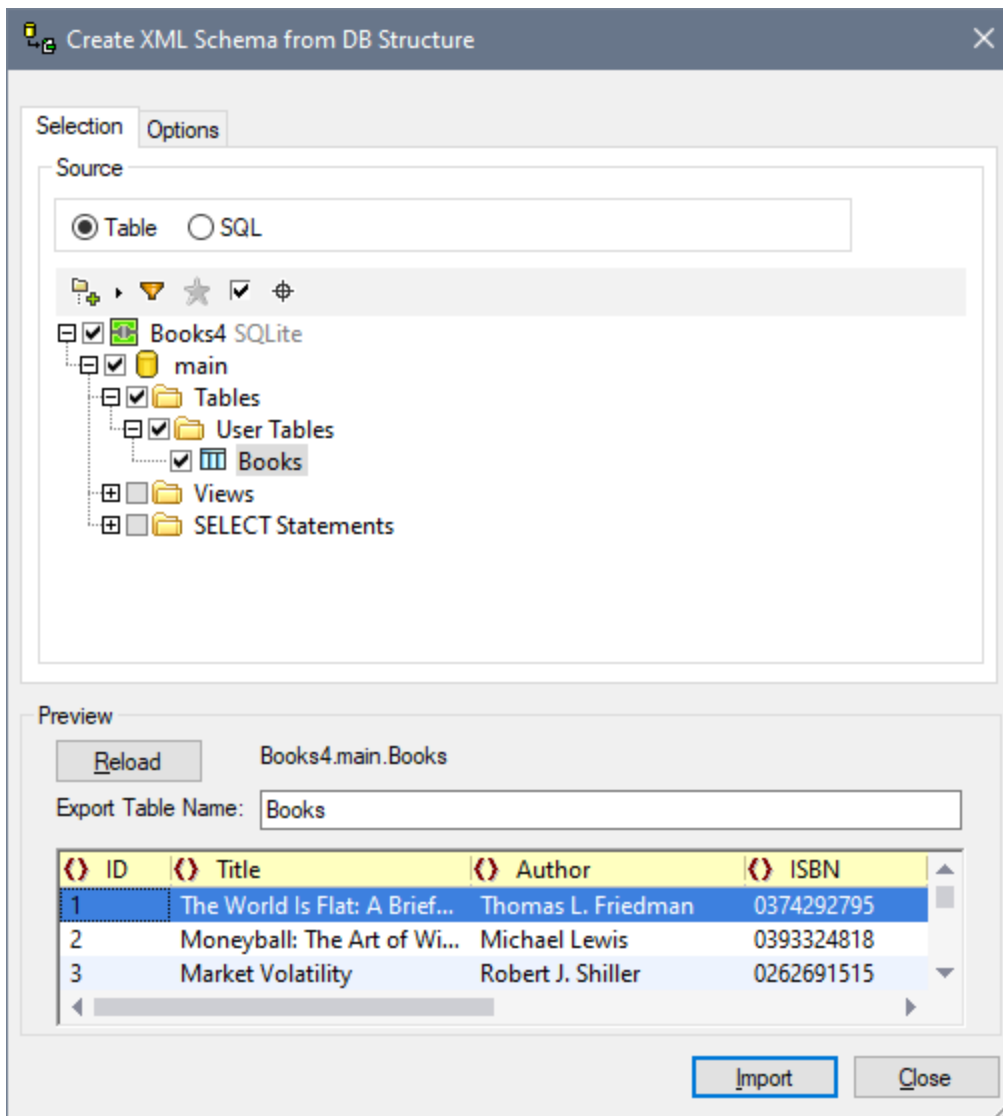 Create XML Schema from DB Structure
Selection Options
Source
Table SQL
Books4 SQLite
main
Tables
User Tables
Books
Views
SELECT Statements
Preview
Reload Books4.main.Books
Export Table Name: Books
ID Title Author ISBN
1 The World Is Flat: A Brief... Thomas L. Friedman 0374292795
2 Moneyball: The Art of Wi... Michael Lewis 0393324818
3 Market Volatility Robert J. Shiller 0262691515
Import Close